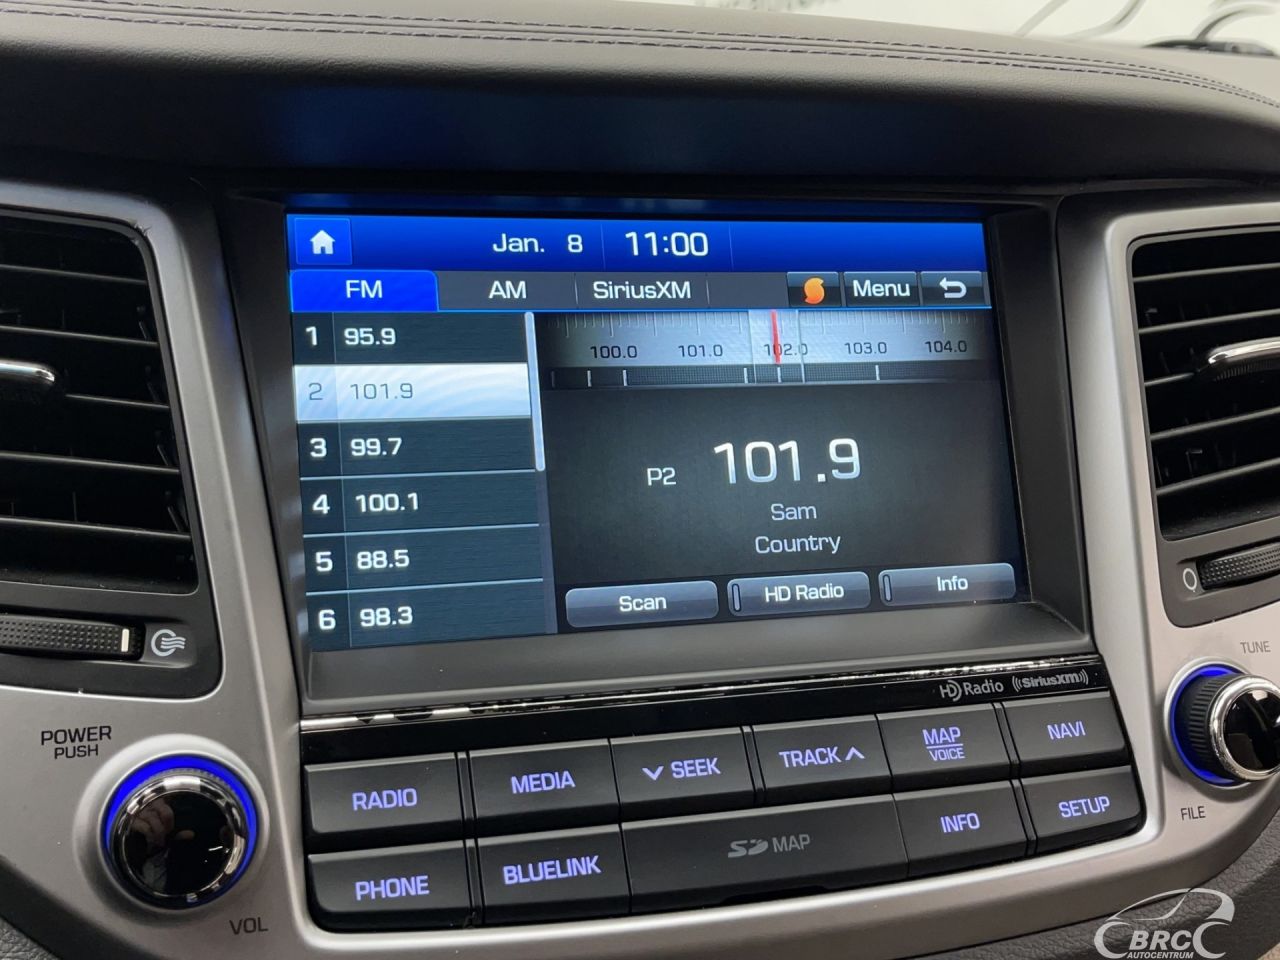 Jan. 8 11:00
FM AM SiriusXM Menu
1 95.9
2 101.9
3 99.7
4 100.1
5 88.5
6 98.3
100.0 101.0 102.0 103.0 104.0
P2 101.9
Sam
Country
Scan HD Radio Info
HD Radio ((SiriusXM))
POWER
PUSH
VOL
TUNE
FILE
RADIO MEDIA SEEK TRACK MAP
VOICE NAVI
PHONE BLUELINK SD MAP INFO SETUP
BRC
AUTOCENTRUM